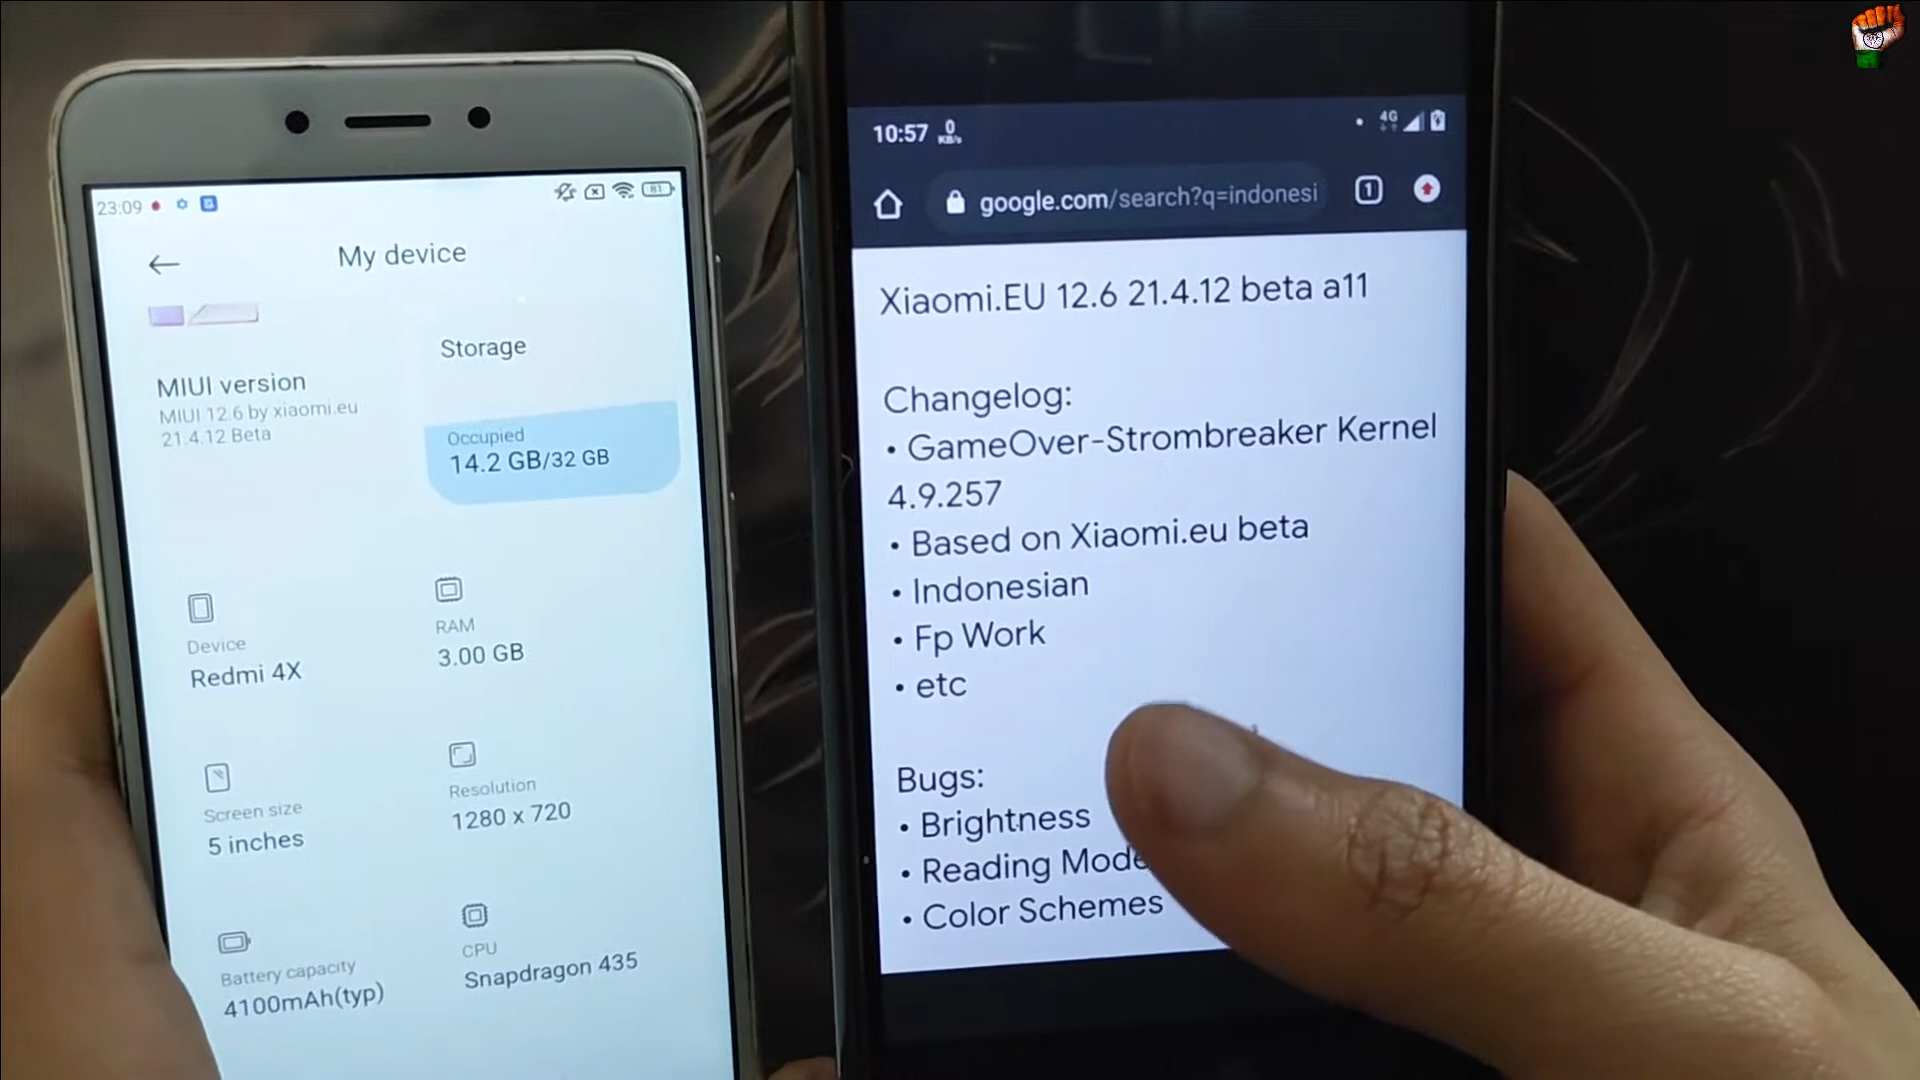 23:09
81
My device
MIUI version
MIUI 12.6 by xiaomi.eu
21.4.12 Beta
Storage
Occupied
14.2 GB/32 GB
Device
Redmi 4X
RAM
3.00 GB
Screen size
5 inches
Resolution
1280 x 720
Battery capacity
4100mAh(typ)
CPU
Snapdragon 435
10:57 0 KB/s
4G
google.com/search?q=indonesi
1
Xiaomi.EU 12.6 21.4.12 beta a11
Changelog:
• GameOver-Strombreaker Kernel
4.9.257
• Based on Xiaomi.eu beta
• Indonesian
• Fp Work
• etc
Bugs:
• Brightness
• Reading Mode
• Color Schemes